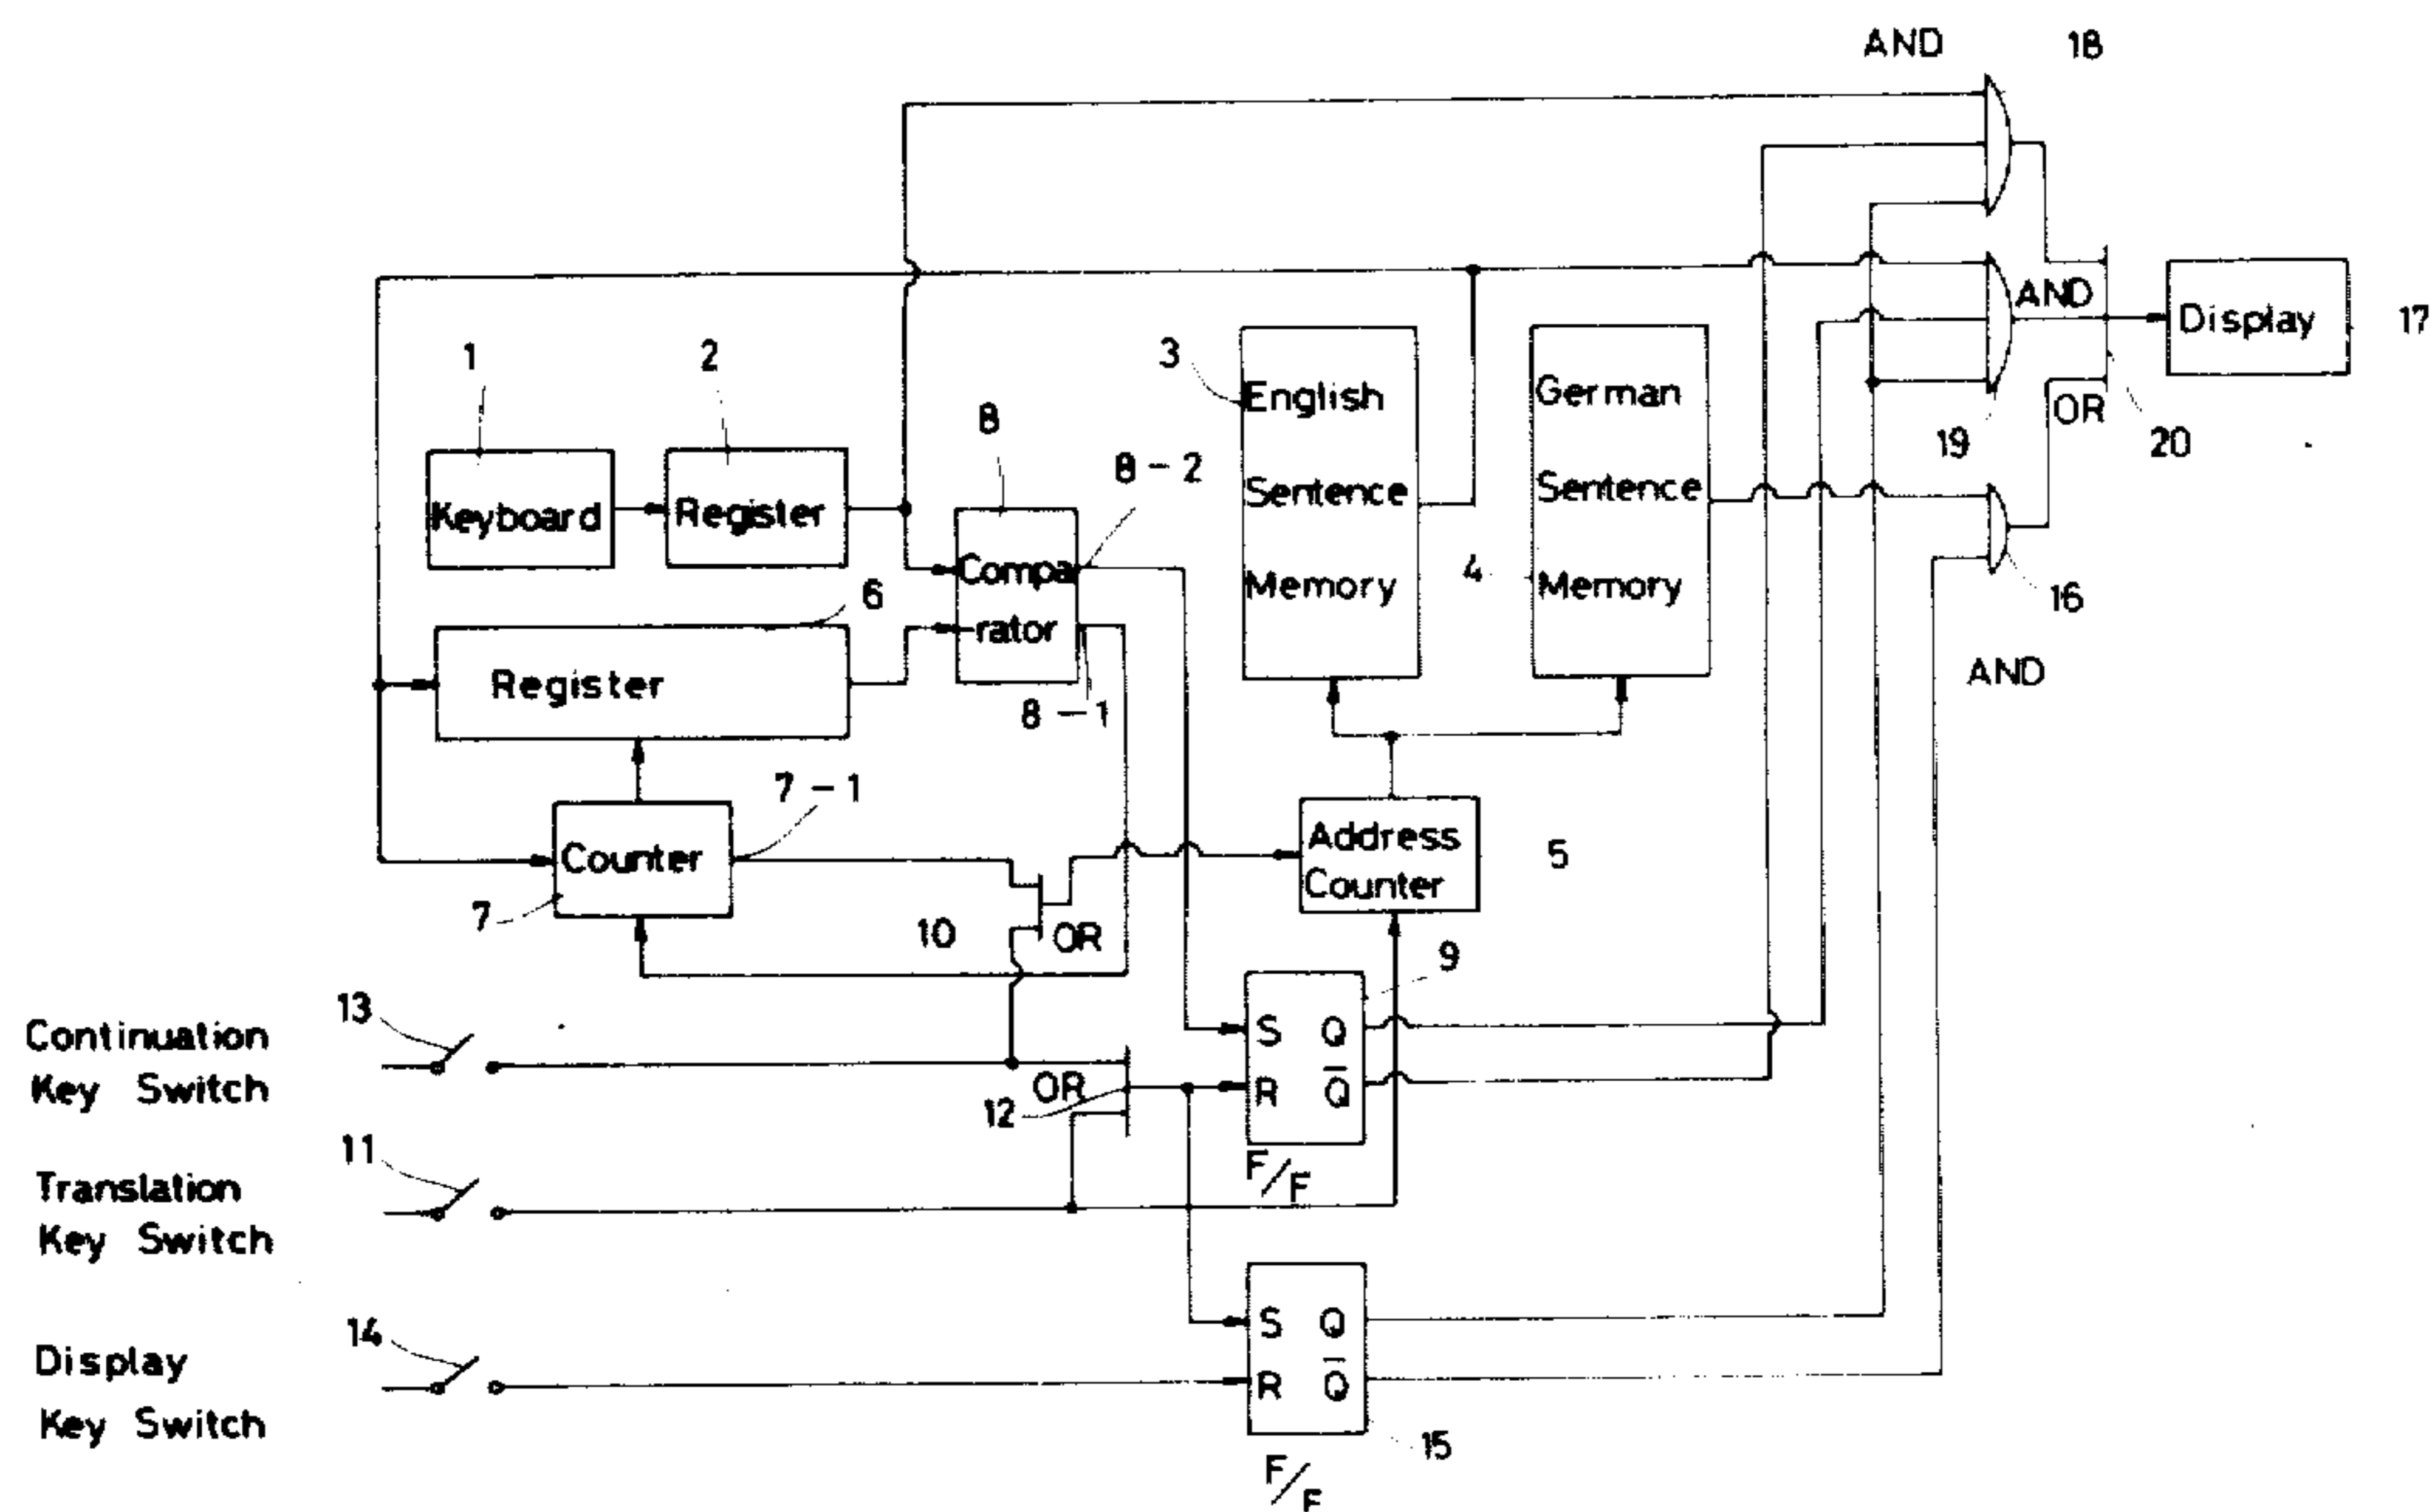 AND 18
AND
Display 17
1
2
3
English
Sentence
Memory
German
Sentence
Memory
4
8
8-2
OR
19
20
Keyboard
Register
Compa
rator
6
16
Register
8-1
AND
7-1
Counter
7
10
OR
Address
Counter
5
9
Continuation
Key Switch
13
OR
12
S Q
R Q̅
F/F
Translation
Key Switch
11
Display
Key Switch
14
S Q
R Q̅
15
F/F